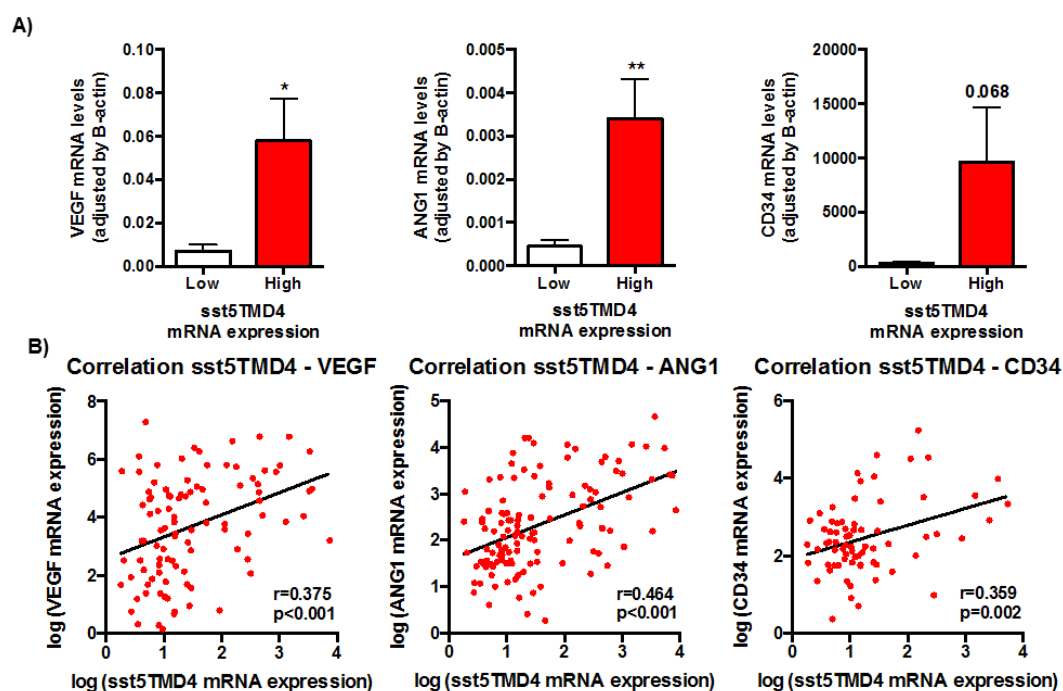 A)
VEGF mRNA levels
(adjusted by B-actin)
0.10
0.08
0.06
0.04
0.02
0.00
*
Low High
sst5TMD4
mRNA expression
ANG1 mRNA levels
(adjusted by B-actin)
0.005
0.004
0.003
0.002
0.001
0.000
**
Low High
sst5TMD4
mRNA expression
CD34 mRNA levels
(adjusted by B-actin)
20000
15000
10000
5000
0
0.068
Low High
sst5TMD4
mRNA expression
B)
Correlation sst5TMD4 - VEGF
log (VEGF mRNA expression)
8
6
4
2
0
r=0.375
p<0.001
0 1 2 3 4
log (sst5TMD4 mRNA expression)
Correlation sst5TMD4 - ANG1
log (ANG1 mRNA expression)
5
4
3
2
1
0
r=0.464
p<0.001
0 1 2 3 4
log (sst5TMD4 mRNA expression)
Correlation sst5TMD4 - CD34
log (CD34 mRNA expression)
6
4
2
0
r=0.359
p=0.002
0 1 2 3 4
log (sst5TMD4 mRNA expression)